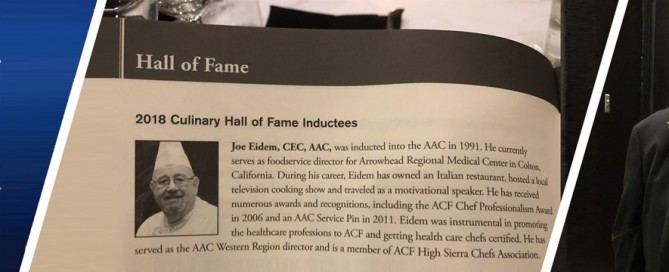 Hall of Fame
2018 Culinary Hall of Fame Inductees
Joe Eidem, CEC, AAC, was inducted into the AAC in 1991. He currently
serves as foodservice director for Arrowhead Regional Medical Center in Colton,
California. During his career, Eidem has owned an Italian restaurant, hosted a local
television cooking show and traveled as a motivational speaker. He has received
numerous awards and recognitions, including the ACF Chef Professionalism Award
in 2006 and an AAC Service Pin in 2011. Eidem was instrumental in promoting
the healthcare professions to ACF and getting health care chefs certified. He has
served as the AAC Western Region director and is a member of ACF High Sierra Chefs Association.